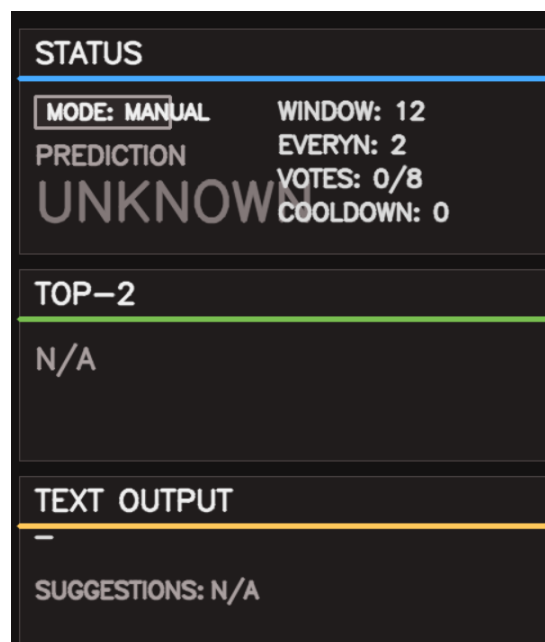 STATUS
MODE: MANUAL
PREDICTION
UNKNOWN
WINDOW: 12
EVERYN: 2
VOTES: 0/8
COOLDOWN: 0
TOP-2
N/A
TEXT OUTPUT
_
SUGGESTIONS: N/A